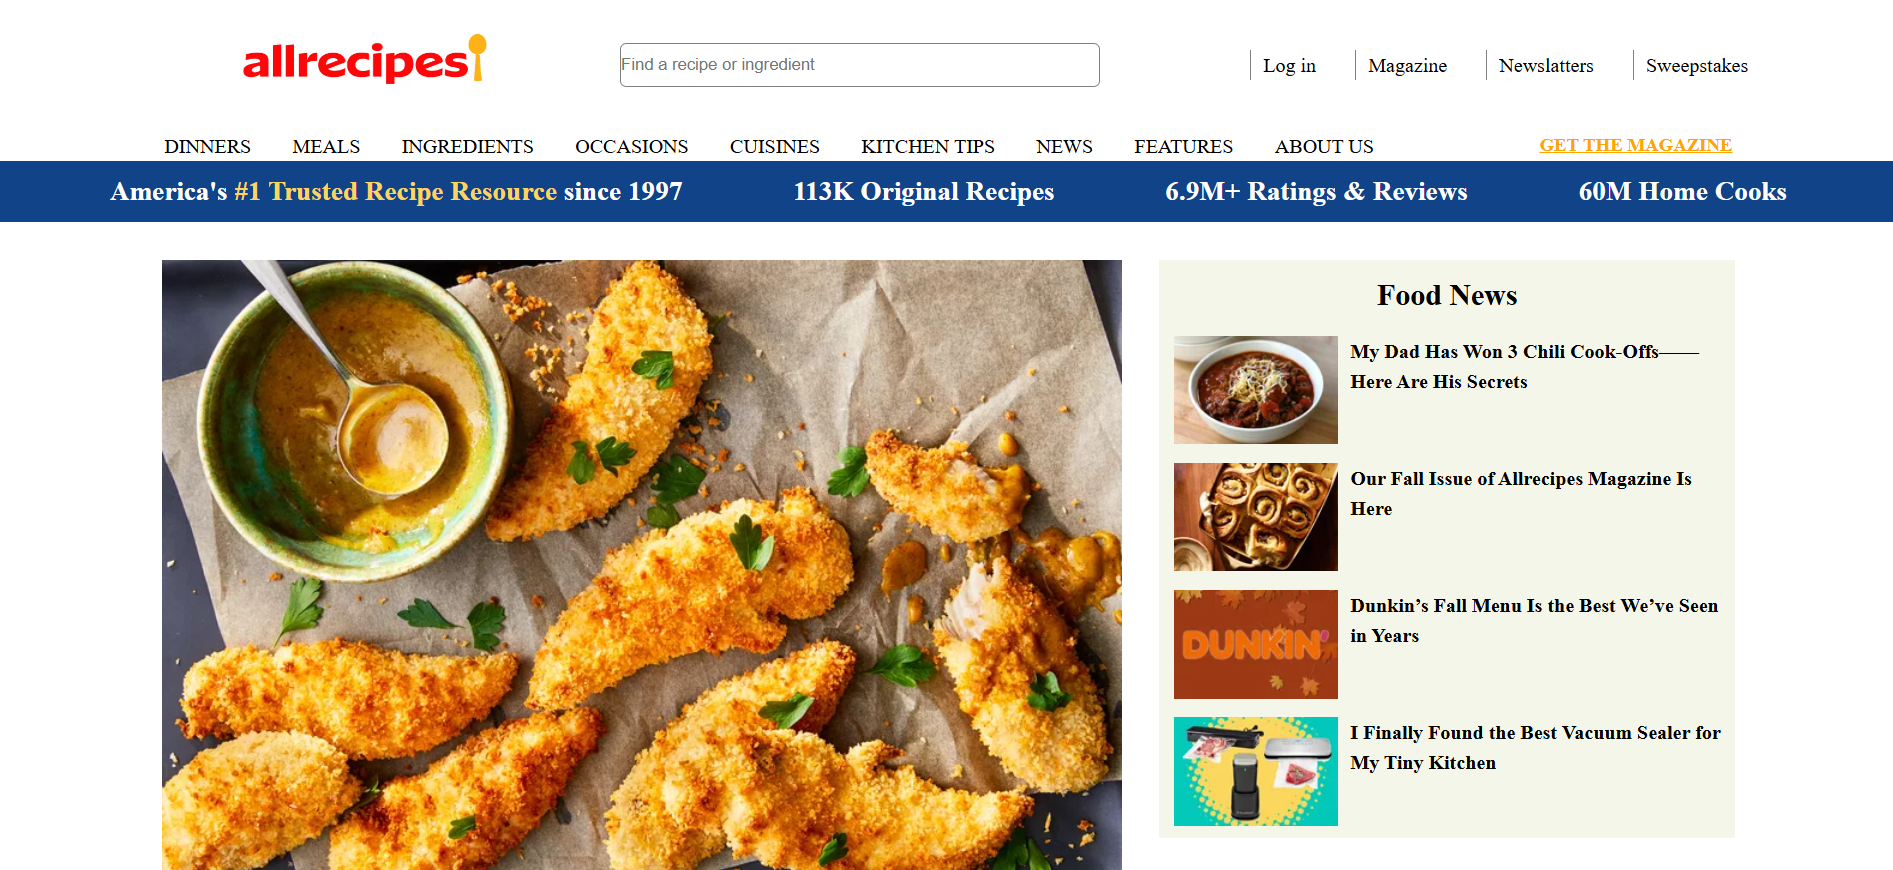 allrecipes
Find a recipe or ingredient
Log in
Magazine
Newslatters
Sweepstakes
DINNERS
MEALS
INGREDIENTS
OCCASIONS
CUISINES
KITCHEN TIPS
NEWS
FEATURES
ABOUT US
GET THE MAGAZINE
America's #1 Trusted Recipe Resource since 1997
113K Original Recipes
6.9M+ Ratings & Reviews
60M Home Cooks
Food News
My Dad Has Won 3 Chili Cook-Offs——
Here Are His Secrets
Our Fall Issue of Allrecipes Magazine Is
Here
DUNKIN'
Dunkin’s Fall Menu Is the Best We’ve Seen
in Years
I Finally Found the Best Vacuum Sealer for
My Tiny Kitchen